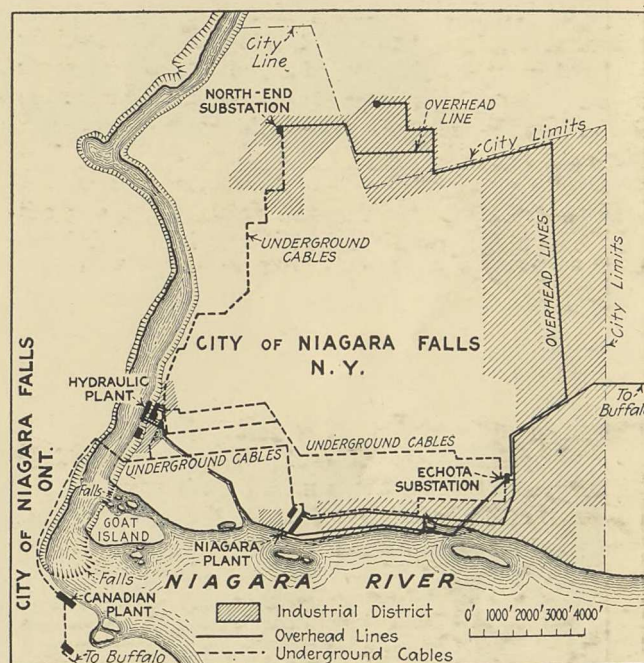 City
Line
NORTH-END
SUBSTATION
OVERHEAD
LINE
City Limits
UNDERGROUND
CABLES
OVERHEAD LINES
City Limits
CITY OF NIAGARA FALLS
N. Y.
CITY OF NIAGARA FALLS
ONT.
HYDRAULIC
PLANT
To
Buffalo
UNDERGROUND CABLES
UNDERGROUND CABLES
ECHOTA
SUBSTATION
Falls
GOAT
ISLAND
NIAGARA
PLANT
Falls
NIAGARA RIVER
CANADIAN
PLANT
Industrial District
0' 1000' 2000' 3000' 4000'
Overhead Lines
To Buffalo
Underground Cables